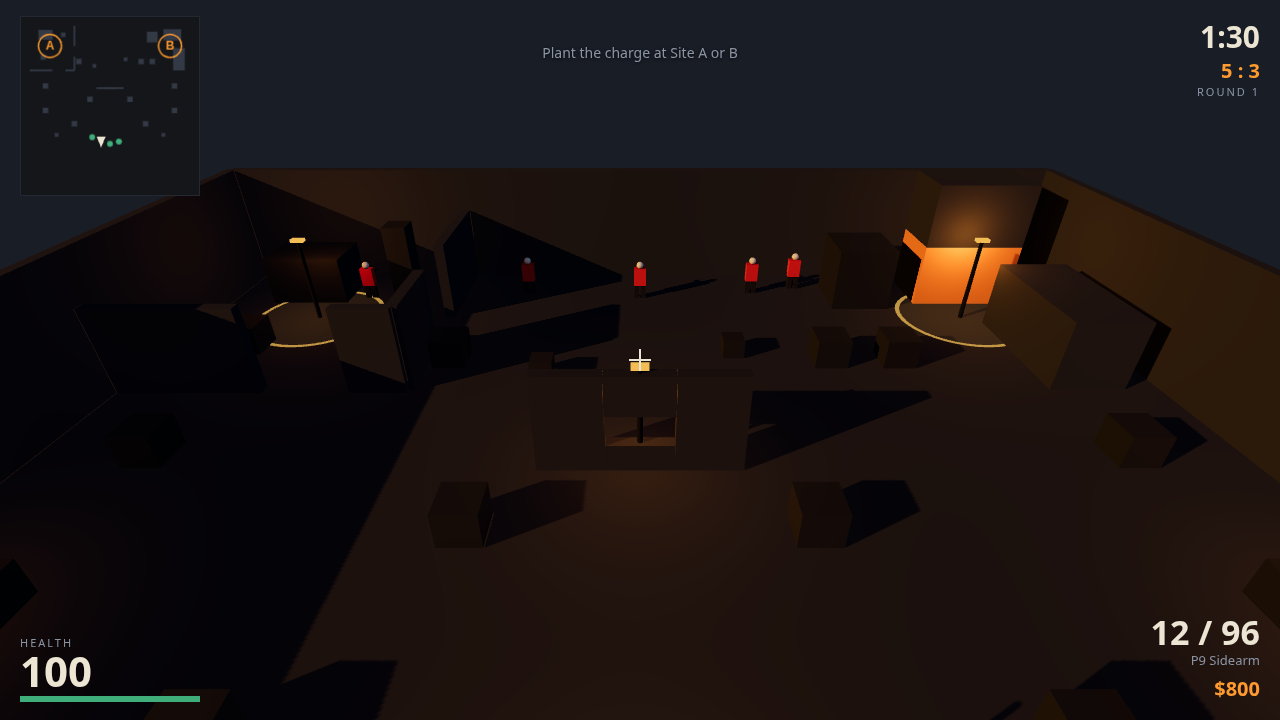 A
B
Plant the charge at Site A or B
1:30
5 : 3
ROUND 1
HEALTH
100
12 / 96
P9 Sidearm
$800